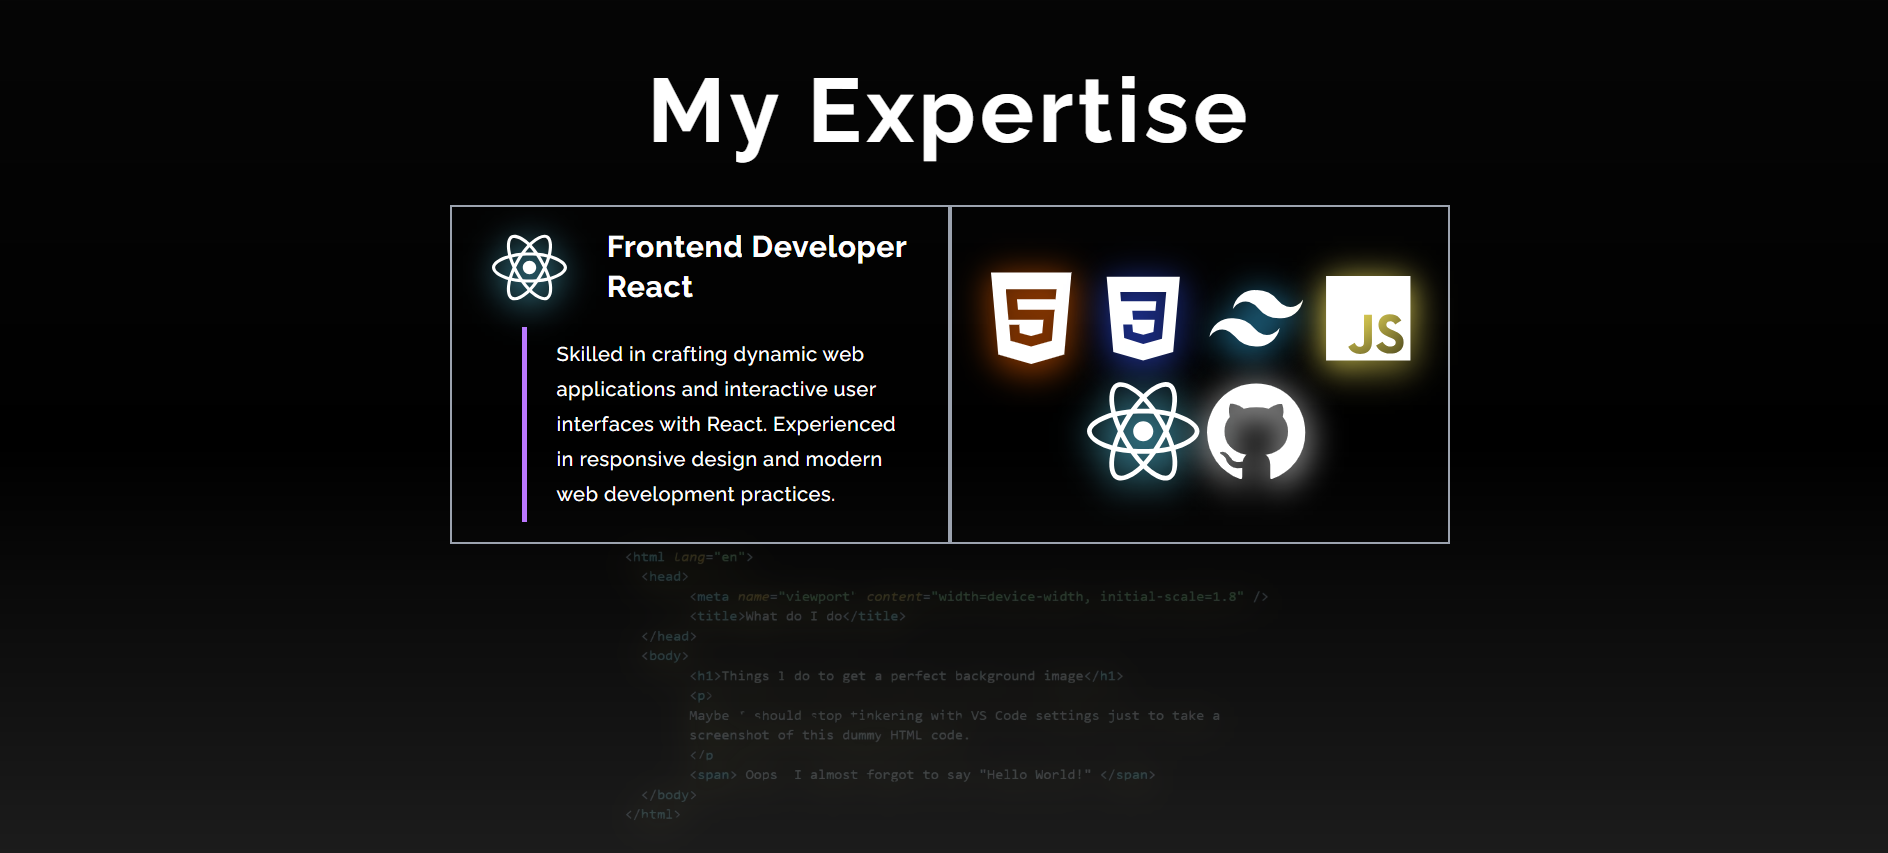 My Expertise
Frontend Developer
React
Skilled in crafting dynamic web
applications and interactive user
interfaces with React. Experienced
in responsive design and modern
web development practices.
5
3
JS
<html lang="en">
<head>
<meta name="viewport' content="width=device-width, initial-scale=1.8" />
<title>What do I do</title>
</head>
<body>
<h1>Things l do to get a perfect background image</h1>
<p>
Maybe should stop tinkering with VS Code settings just to take a
screenshot of this dummy HTML code.
</p
<span> Oops I almost forgot to say "Hello World!" </span>
</body>
</html>